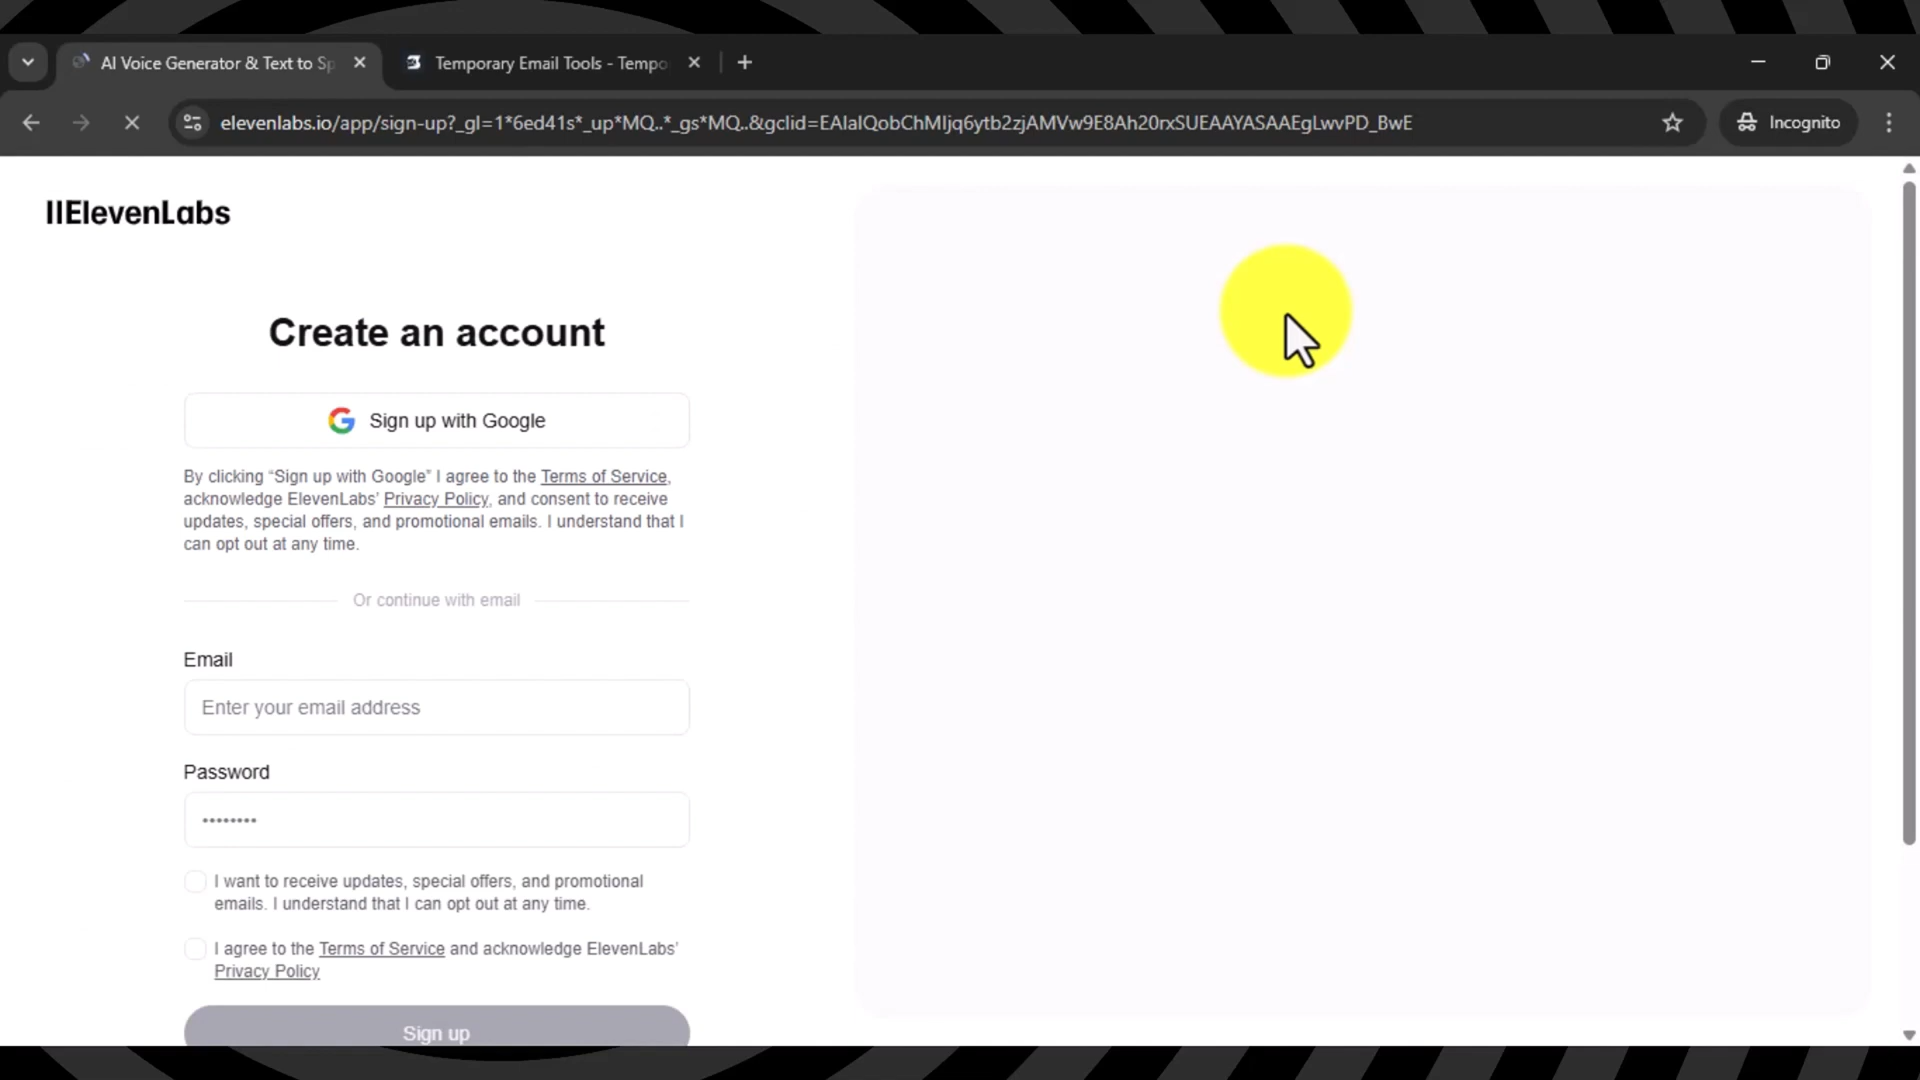 AI Voice Generator & Text to Sp
Temporary Email Tools - Tempo
elevenlabs.io/app/sign-up?_gl=1*6ed41s*_up*MQ..*_gs*MQ..&gclid=EAIaIQobChMIjq6ytb2zjAMVw9E8Ah20rxSUEAAYASAAEgLwvPD_BwE
Incognito
IIElevenLabs
Create an account
Sign up with Google
By clicking “Sign up with Google” I agree to the Terms of Service,
acknowledge ElevenLabs’ Privacy Policy, and consent to receive
updates, special offers, and promotional emails. I understand that I
can opt out at any time.
Or continue with email
Email
Enter your email address
Password
••••••••
I want to receive updates, special offers, and promotional
emails. I understand that I can opt out at any time.
I agree to the Terms of Service and acknowledge ElevenLabs’
Privacy Policy
Sign up